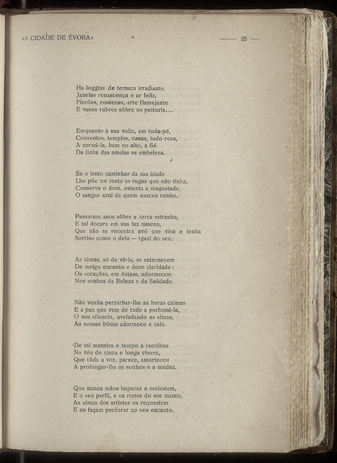 «A CIDADE DE ÉVORA»
25
Ha loggias de ternura irradiante,
Janelas renascença e ar feliz,
Florões, rosáceas, arte flamejante
E vasos rubros sôbre os peitoris...
Emquanto à sua volta, em roda-pé,
Conventos, templos, casas, tudo reza,
A coroá-la, bem no alto, a Sé
Da linha das ameias se embeleza.
Se o lento caminhar da sua idade
Lhe põe no rosto as rugas que não tinha,
Conserva o dom, ostenta a magestade,
O sangue azul de quem nasceu rainha.
Passaram anos sôbre a terra estranha,
E tal doçura em sua luz nasceu,
Que não se encontra avó que viva e tenha
Sorriso como o dela — igual do seu.
As almas, só de vê-la, se enternecem
De meigo encanto e doce claridade:
Os corações, em êxtase, adormecem
Nos sonhos da Beleza e da Saüdade.
Não venha perturbar-lhe as horas calmas
E a paz que vem de tudo a perfumá-la,
O seu silencio, aveludando as almas,
As nossas bôcas adormece e cala.
De tal maneira o tempo a recolheu
No véu de cinza e longa viuvez,
Que tôda a voz, parece, amorteceu
A prolongar-lhe os sonhos e a mudez.
Que nunca mãos impuras a molestem,
E o seu perfil, e os restos do seu manto,
As almas dos artistas os requestem
E os façam perdurar no seu encanto.